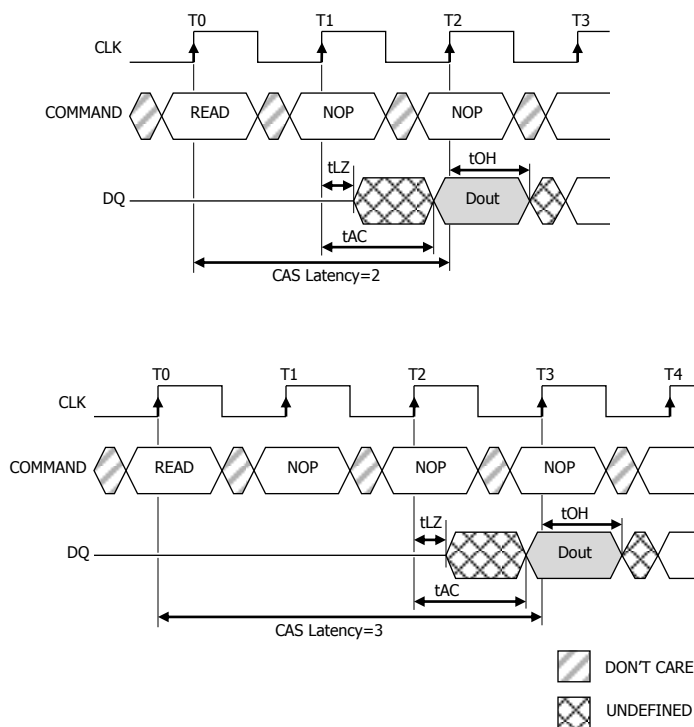 T0 T1 T2 T3
CLK
COMMAND READ NOP NOP
tLZ tOH
DQ Dout
tAC
CAS Latency=2
T0 T1 T2 T3 T4
CLK
COMMAND READ NOP NOP NOP
tLZ tOH
DQ Dout
tAC
CAS Latency=3
DON'T CARE
UNDEFINED